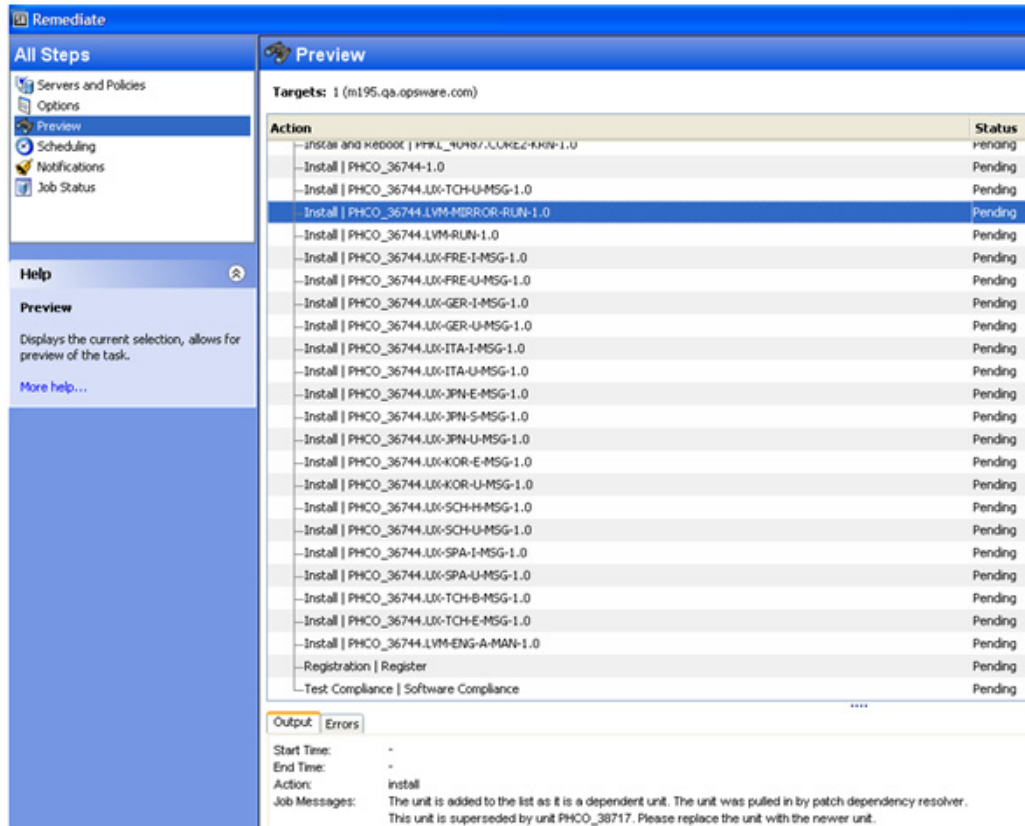 Remediate
All Steps
Servers and Policies
Options
Preview
Scheduling
Notifications
Job Status
Help
Preview
Displays the current selection, allows for
preview of the task.
More help...
Preview
Targets: 1 (m195.qa.opsware.com)
Action Status
Install and Reboot | PHKL_40487.CORE2-KRN-1.0 Pending
Install | PHCO_36744-1.0 Pending
Install | PHCO_36744.UX-TCH-U-MSG-1.0 Pending
Install | PHCO_36744.LVM-MIRROR-RUN-1.0 Pending
Install | PHCO_36744.LVM-RUN-1.0 Pending
Install | PHCO_36744.UX-FRE-I-MSG-1.0 Pending
Install | PHCO_36744.UX-FRE-U-MSG-1.0 Pending
Install | PHCO_36744.UX-GER-I-MSG-1.0 Pending
Install | PHCO_36744.UX-GER-U-MSG-1.0 Pending
Install | PHCO_36744.UX-ITA-I-MSG-1.0 Pending
Install | PHCO_36744.UX-ITA-U-MSG-1.0 Pending
Install | PHCO_36744.UX-JPN-E-MSG-1.0 Pending
Install | PHCO_36744.UX-JPN-S-MSG-1.0 Pending
Install | PHCO_36744.UX-JPN-U-MSG-1.0 Pending
Install | PHCO_36744.UX-KOR-E-MSG-1.0 Pending
Install | PHCO_36744.UX-KOR-U-MSG-1.0 Pending
Install | PHCO_36744.UX-SCH-H-MSG-1.0 Pending
Install | PHCO_36744.UX-SCH-U-MSG-1.0 Pending
Install | PHCO_36744.UX-SPA-I-MSG-1.0 Pending
Install | PHCO_36744.UX-SPA-U-MSG-1.0 Pending
Install | PHCO_36744.UX-TCH-B-MSG-1.0 Pending
Install | PHCO_36744.UX-TCH-E-MSG-1.0 Pending
Install | PHCO_36744.LVM-ENG-A-MAN-1.0 Pending
Registration | Register Pending
Test Compliance | Software Compliance Pending
Output Errors
Start Time: -
End Time: -
Action: install
Job Messages: The unit is added to the list as it is a dependent unit. The unit was pulled in by patch dependency resolver.
This unit is superseded by unit PHCO_38717. Please replace the unit with the newer unit.